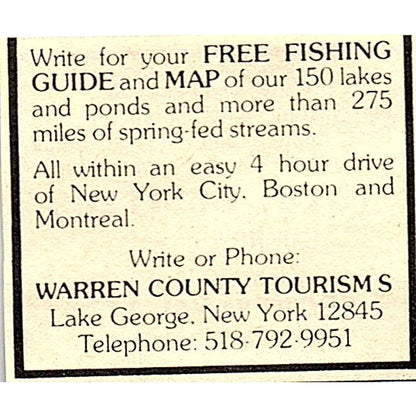 Write for your FREE FISHING
GUIDE and MAP of our 150 lakes
and ponds and more than 275
miles of spring-fed streams.
All within an easy 4 hour drive
of New York City, Boston and
Montreal.
Write or Phone:
WARREN COUNTY TOURISM S
Lake George, New York 12845
Telephone: 518-792-9951